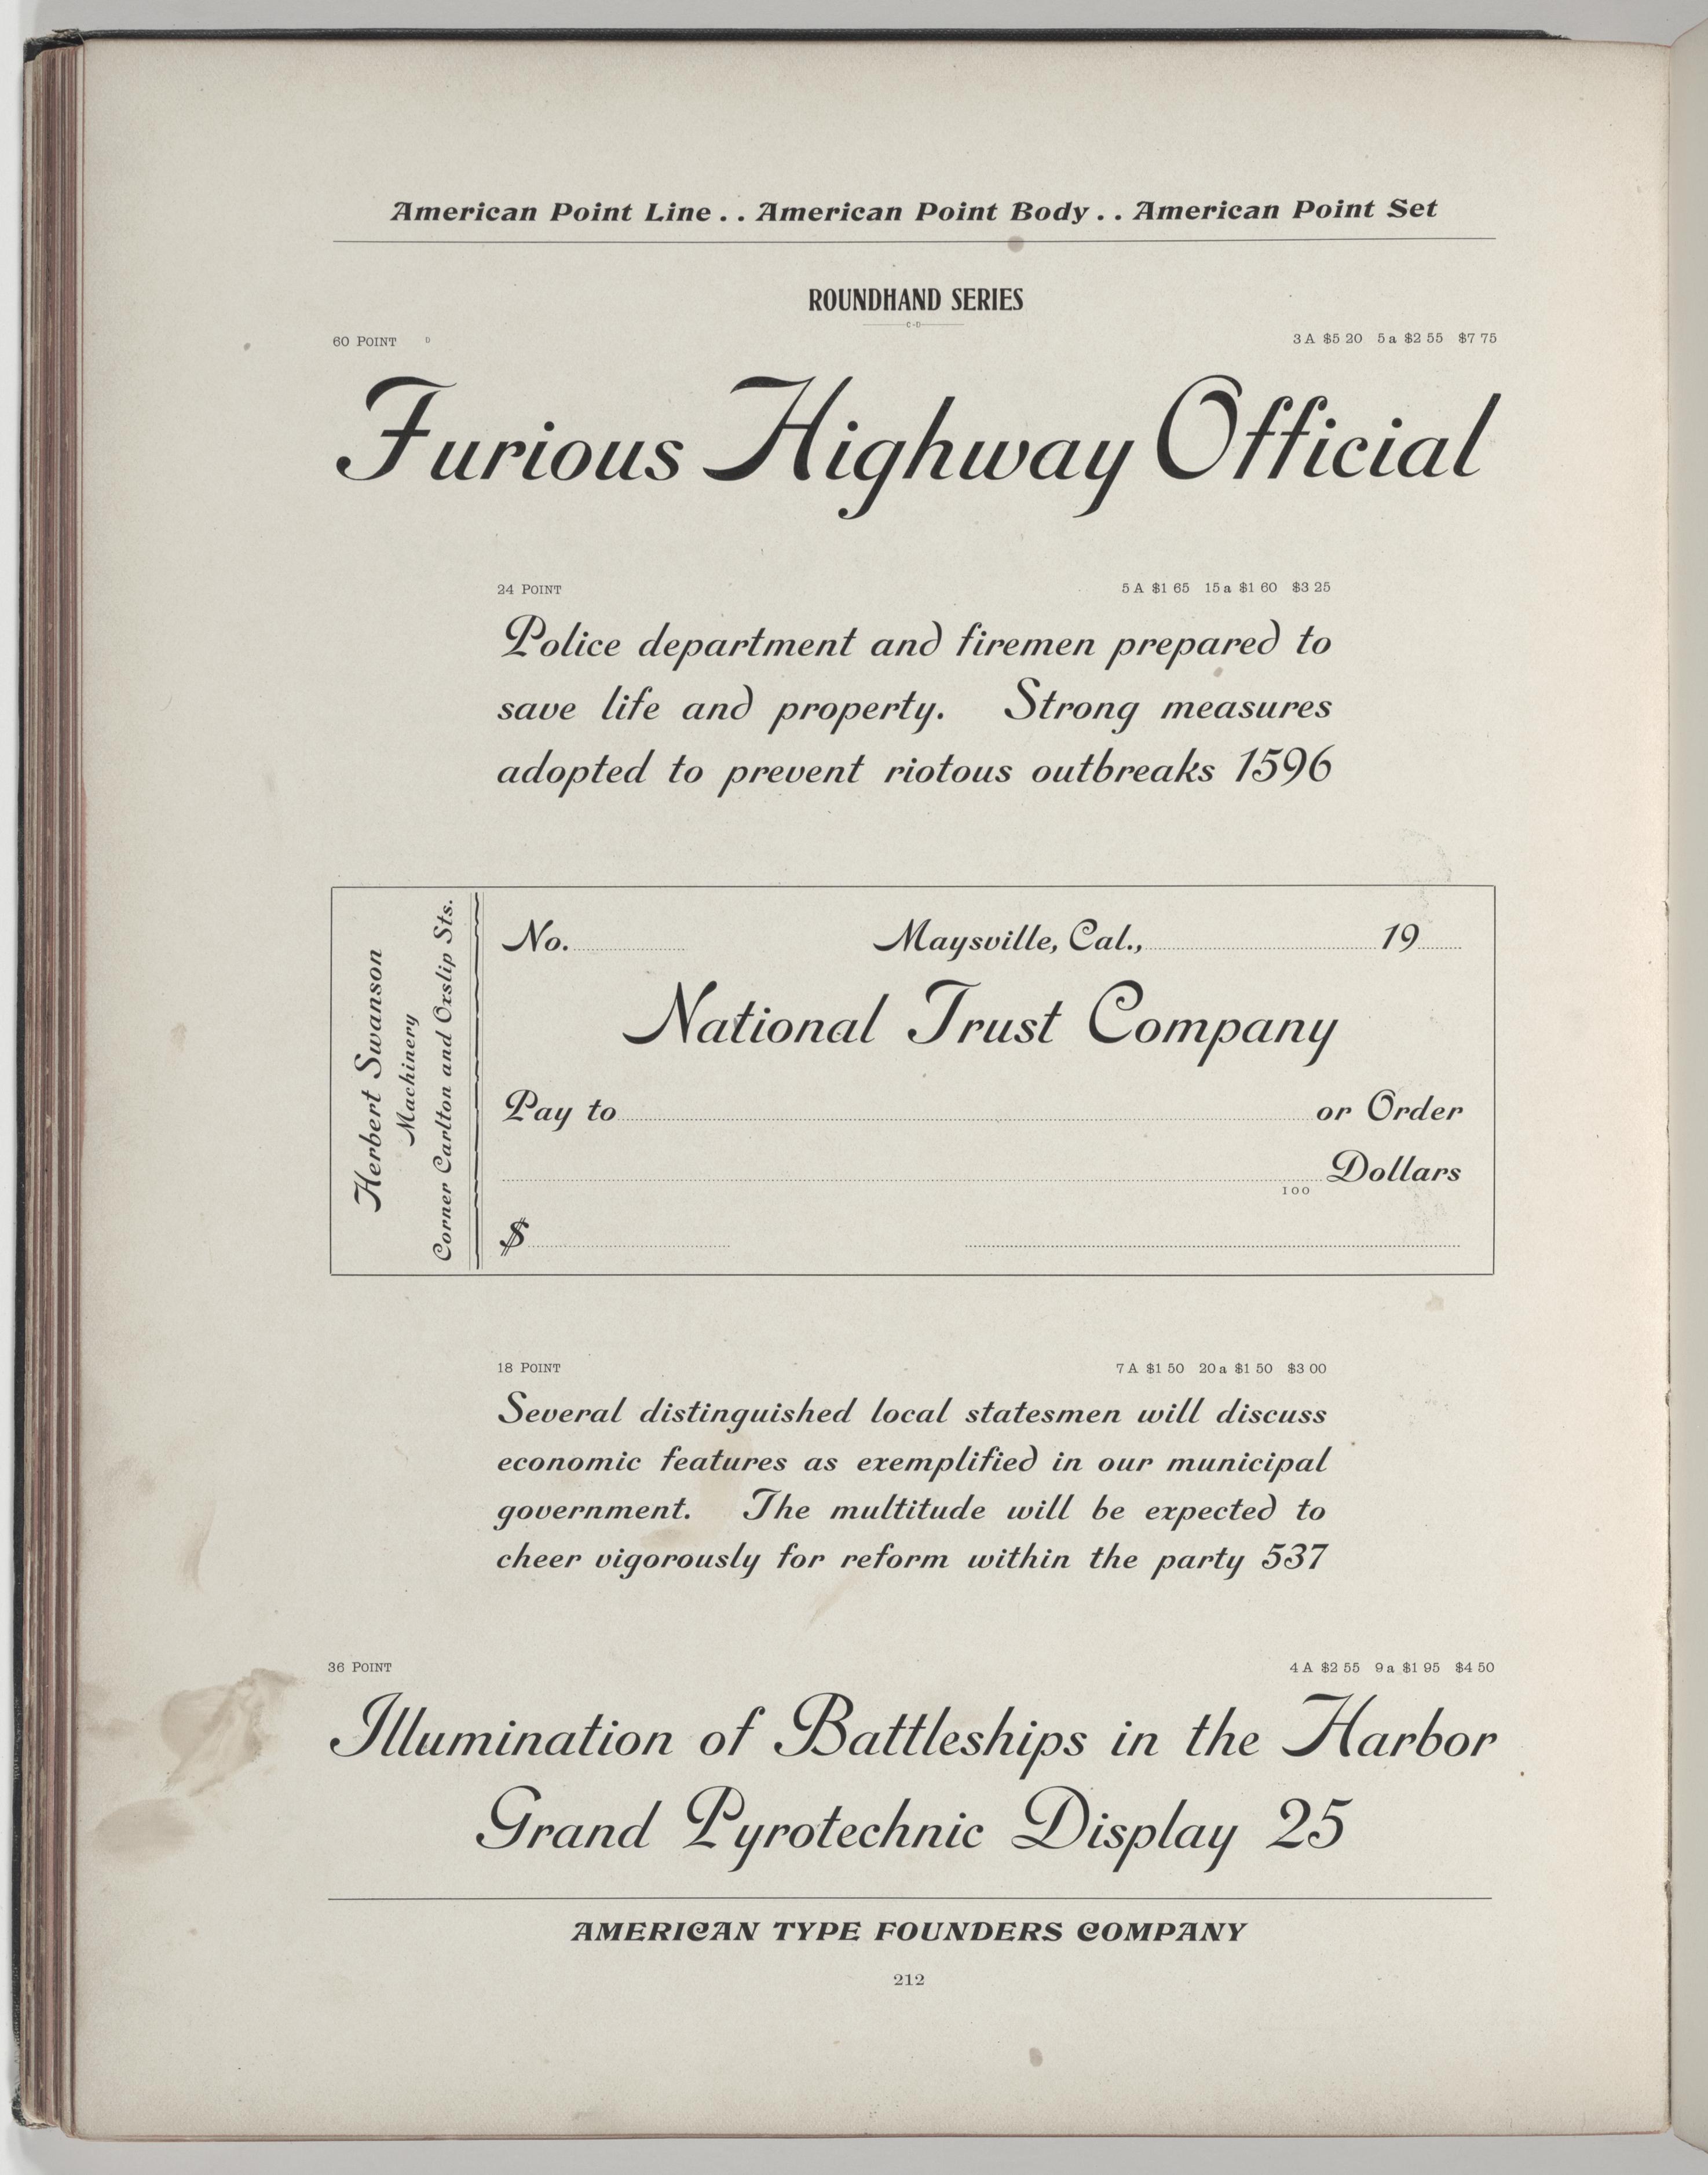 American Point Line . . American Point Body . . American Point Set
ROUNDHAND SERIES
C·D
60 POINT D 3 A $5 20 5 a $2 55 $7 75
Furious Highway Official
24 POINT 5 A $1 65 15 a $1 60 $3 25
Police department and firemen prepared to
save life and property. Strong measures
adopted to prevent riotous outbreaks 1596
Herbert Swanson
Machinery
Corner Carlton and Oxslip Sts.
No. Maysville, Cal., 19
National Trust Company
Pay to or Order
Dollars
100
$
18 POINT 7 A $1 50 20 a $1 50 $3 00
Several distinguished local statesmen will discuss
economic features as exemplified in our municipal
government. The multitude will be expected to
cheer vigorously for reform within the party 537
36 POINT 4 A $2 55 9 a $1 95 $4 50
Illumination of Battleships in the Harbor
Grand Pyrotechnic Display 25
AMERICAN TYPE FOUNDERS COMPANY
212